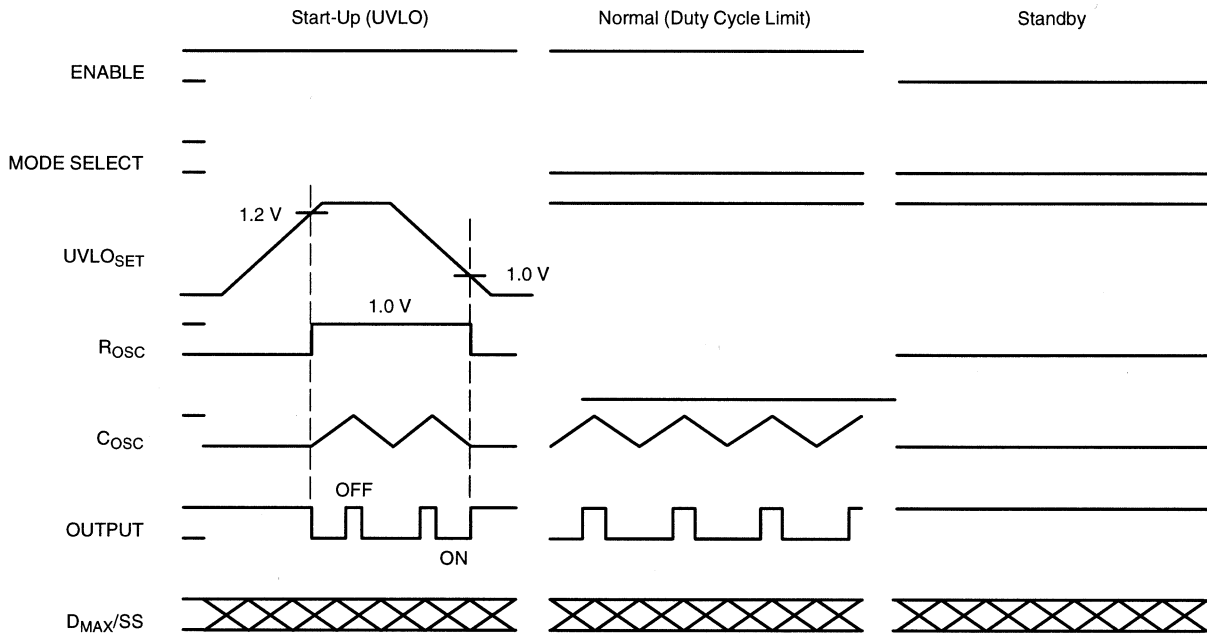 Start-Up (UVLO) Normal (Duty Cycle Limit) Standby
ENABLE
MODE SELECT
1.2 V
UVLOSET
1.0 V
1.0 V
ROSC
COSC
OFF
OUTPUT
ON
DMAX/SS